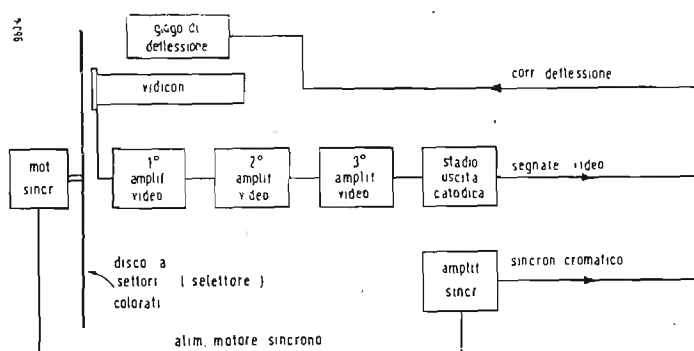 giogo di
deflessione
vidicon
corr deflessione
mot
sincr
1° 
amplif
video
2°
amplif
video
3°
amplif
video
stadio
uscita
catodica
segnale video
disco a
settori ( selettore )
colorati
amplif
sincr
sincron cromatico
alim. motore sincrono